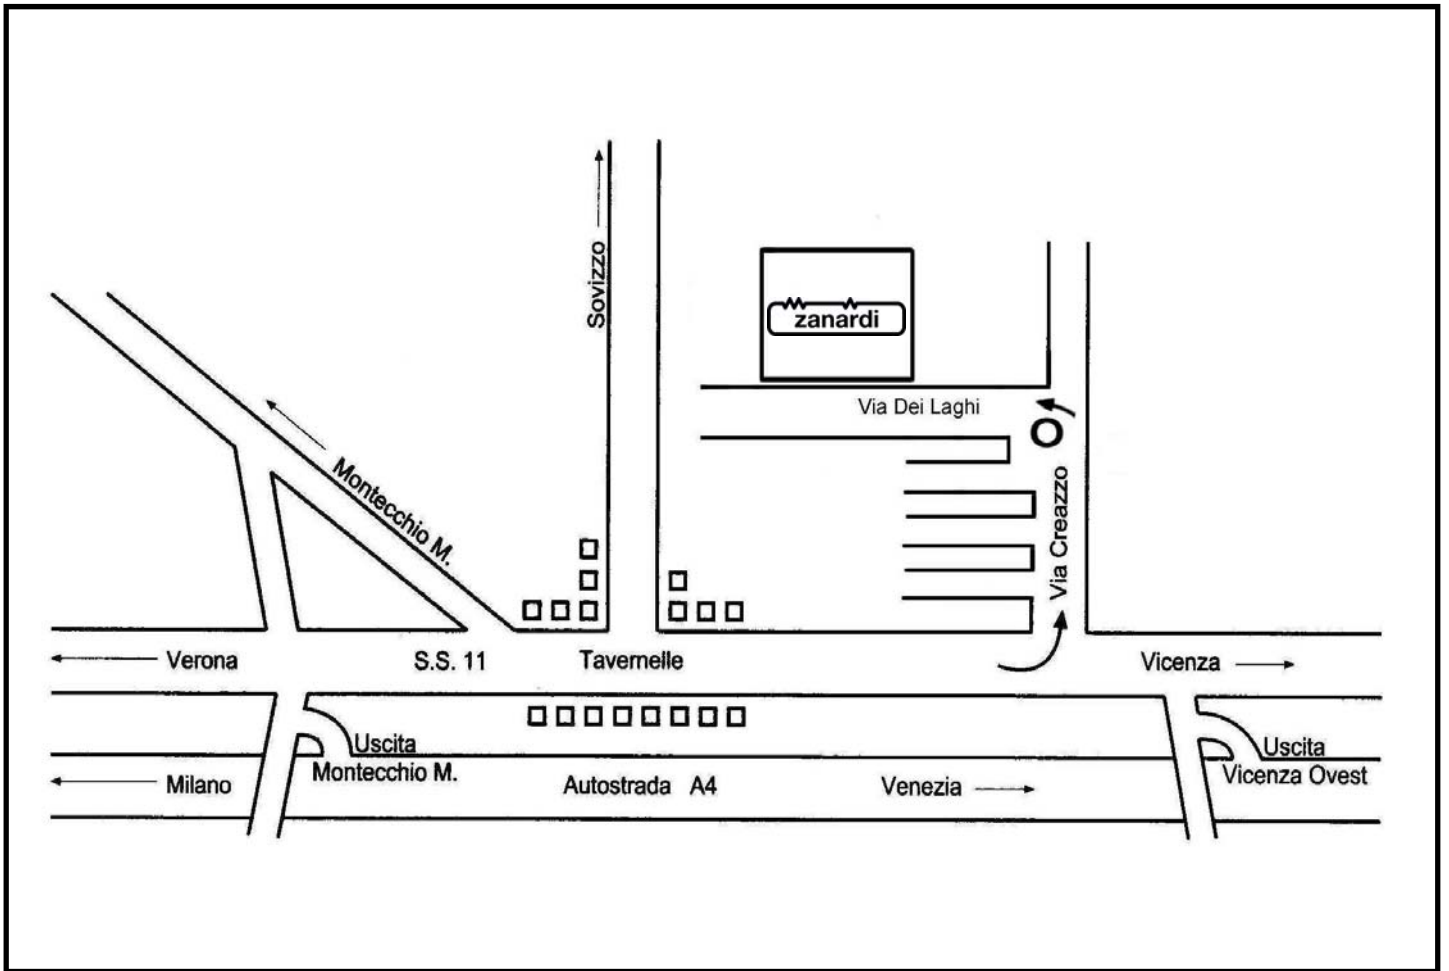 Sovizzo
zanardi
Via Dei Laghi
Montecchio M.
Via Creazzo
Verona
S.S. 11
Tavernelle
Vicenza
Uscita
Montecchio M.
Uscita
Vicenza Ovest
Milano
Autostrada A4
Venezia